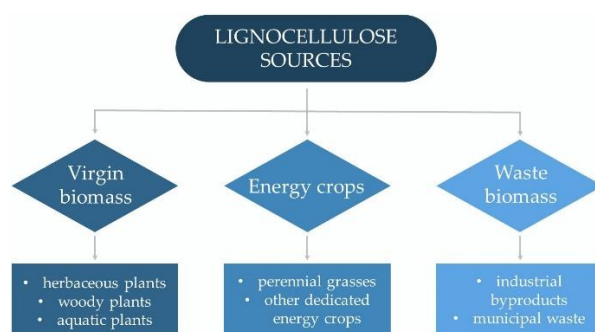 LIGNOCELLULOSE
SOURCES
Virgin
biomass
Energy crops
Waste
biomass
• herbaceous plants
• woody plants
• aquatic plants
• perennial grasses
• other dedicated
energy crops
• industrial
byproducts
• municipal waste